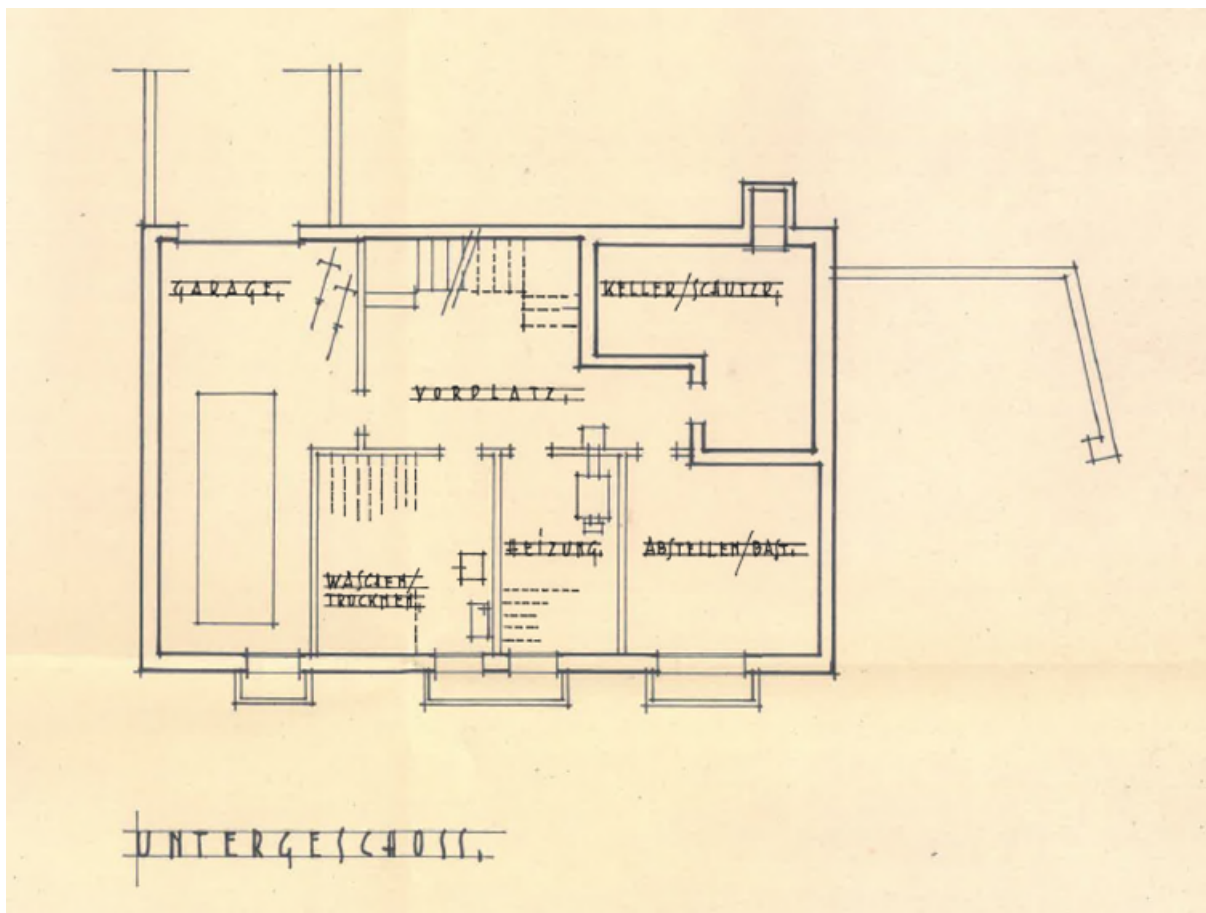 GARAGE.
KELLER/SCHUTZR.
VORPLATZ.
HEIZUNG.
ABSTELLEN/BAST.
WASCHEN/
TROCKNEN.
UNTERGESCHOSS.